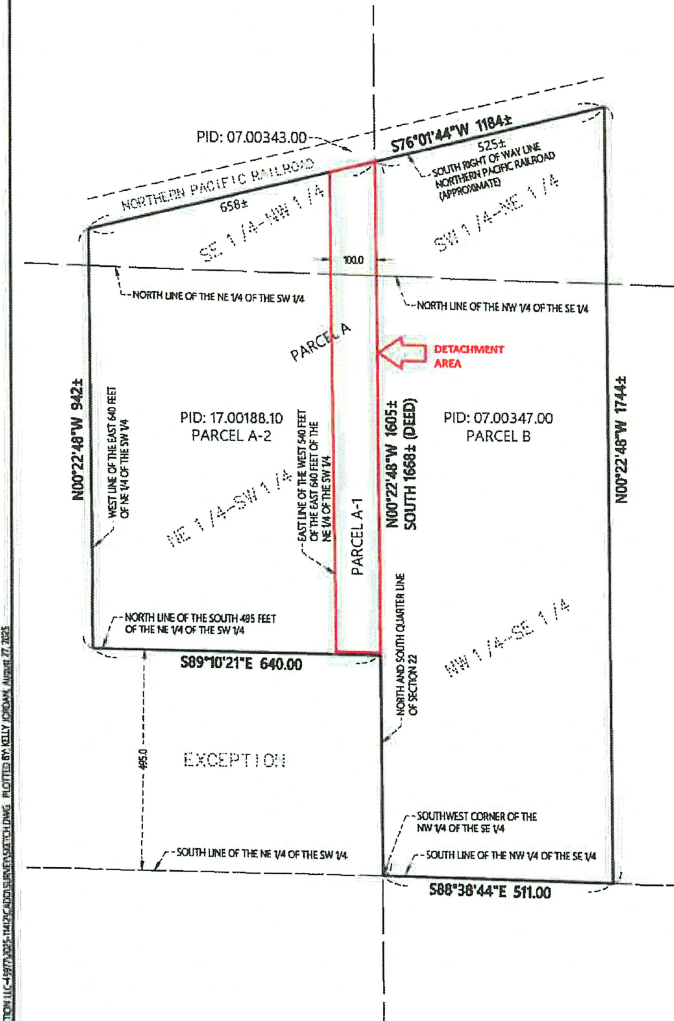 PID: 07.00343.00
S76°01'44"W 1184±
525±
SOUTH RIGHT OF WAY LINE
NORTHERN PACIFIC RAILROAD
(APPROXIMATE)
NORTHERN PACIFIC RAILROAD
658±
SE 1/4-NW 1/4
SW 1/4-NE 1/4
100.0
NORTH LINE OF THE NE 1/4 OF THE SW 1/4
NORTH LINE OF THE NW 1/4 OF THE SE 1/4
PARCEL A
DETACHMENT
AREA
N00°22'48"W 942±
WEST LINE OF THE EAST 640 FEET
OF NE 1/4 OF THE SW 1/4
PID: 17.00188.10
PARCEL A-2
NE 1/4-SW 1/4
EAST LINE OF THE WEST 540 FEET
OF THE EAST 640 FEET OF THE
NE 1/4 OF THE SW 1/4
PARCEL A-1
N00°22'48"W 1605±
SOUTH 1668± (DEED)
PID: 07.00347.00
PARCEL B
N00°22'48"W 1744±
NORTH LINE OF THE SOUTH 495 FEET
OF THE NE 1/4 OF THE SW 1/4
S89°10'21"E 640.00
NORTH AND SOUTH QUARTER LINE
OF SECTION 22
NW 1/4-SE 1/4
495.0
EXCEPTION
SOUTHWEST CORNER OF THE
NW 1/4 OF THE SE 1/4
SOUTH LINE OF THE NE 1/4 OF THE SW 1/4
SOUTH LINE OF THE NW 1/4 OF THE SE 1/4
S88°38'44"E 511.00
PLOTTED BY: KELLY JORDAN, August 27, 2025